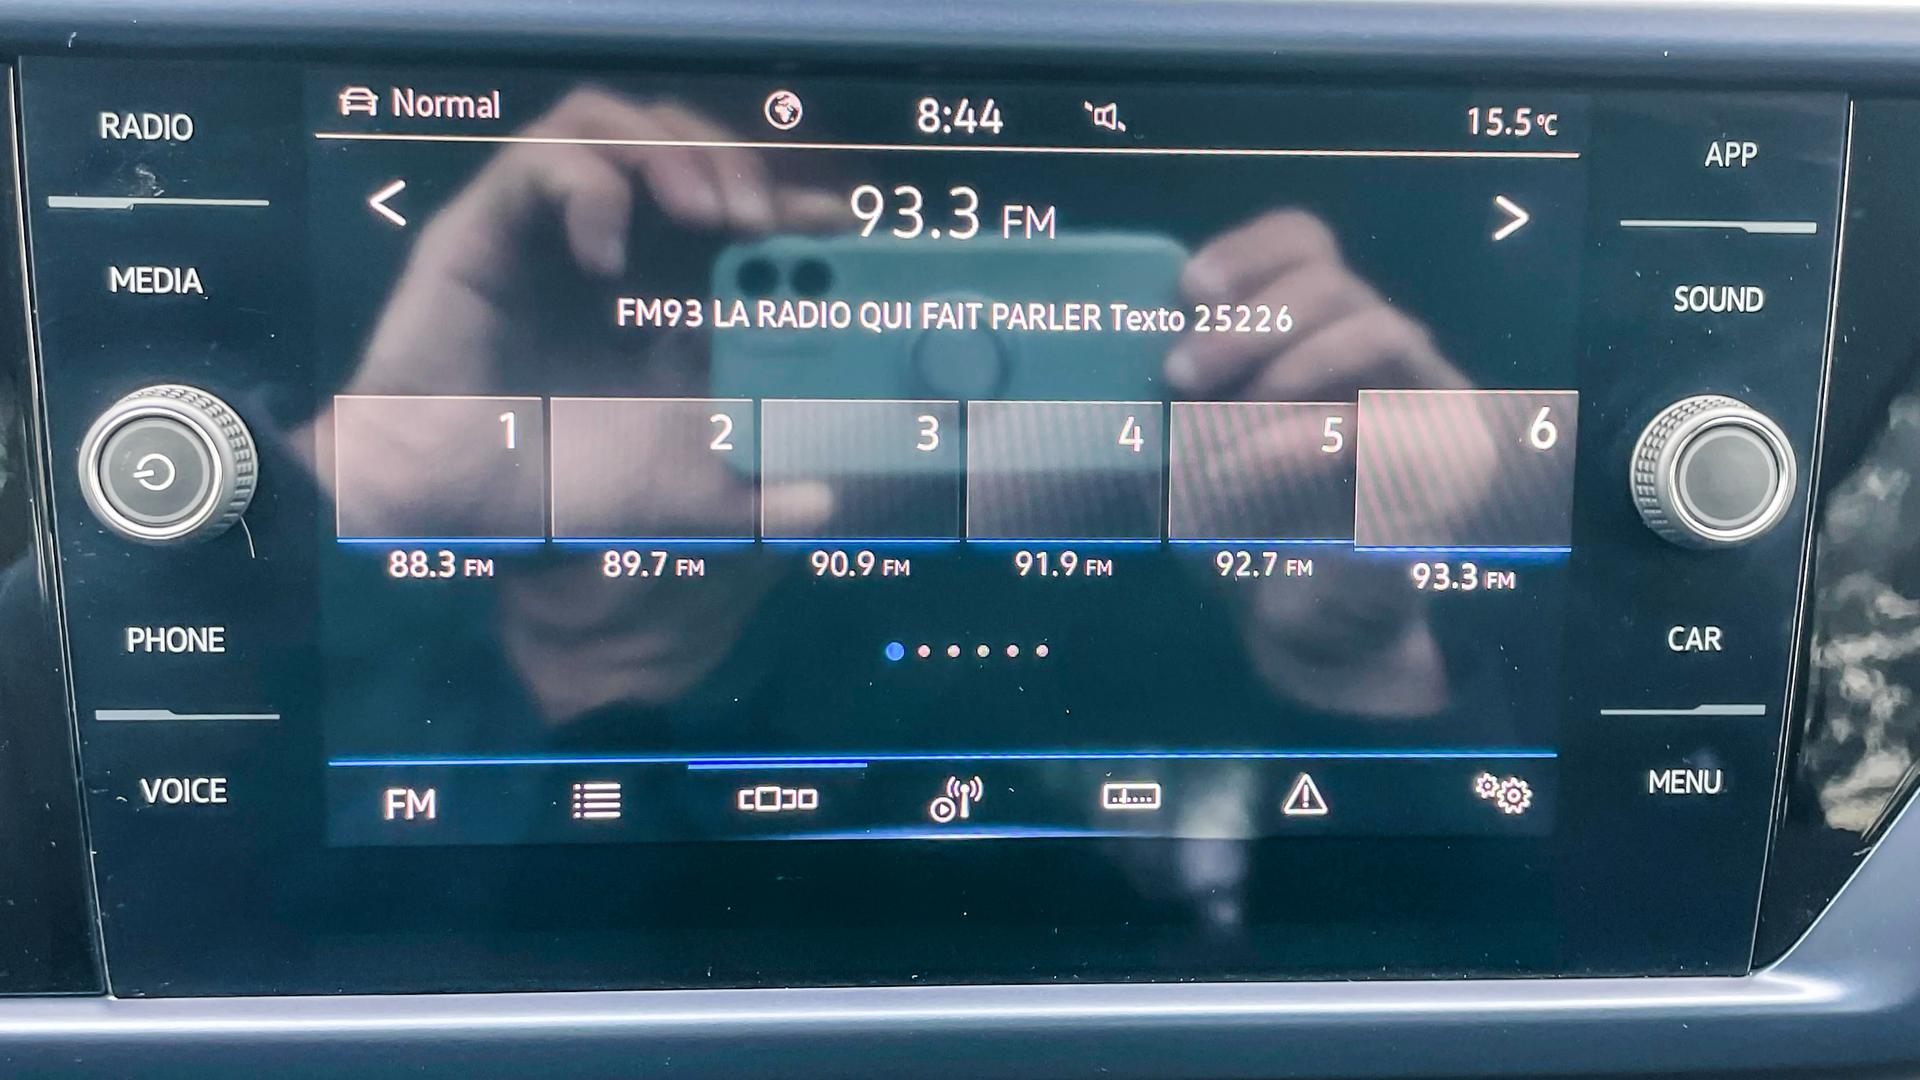 RADIO
MEDIA
PHONE
VOICE
Normal
8:44
15.5°C
<
93.3 FM
>
FM93 LA RADIO QUI FAIT PARLER Texto 25226
1
2
3
4
5
6
88.3 FM
89.7 FM
90.9 FM
91.9 FM
92.7 FM
93.3 FM
FM
APP
SOUND
CAR
MENU